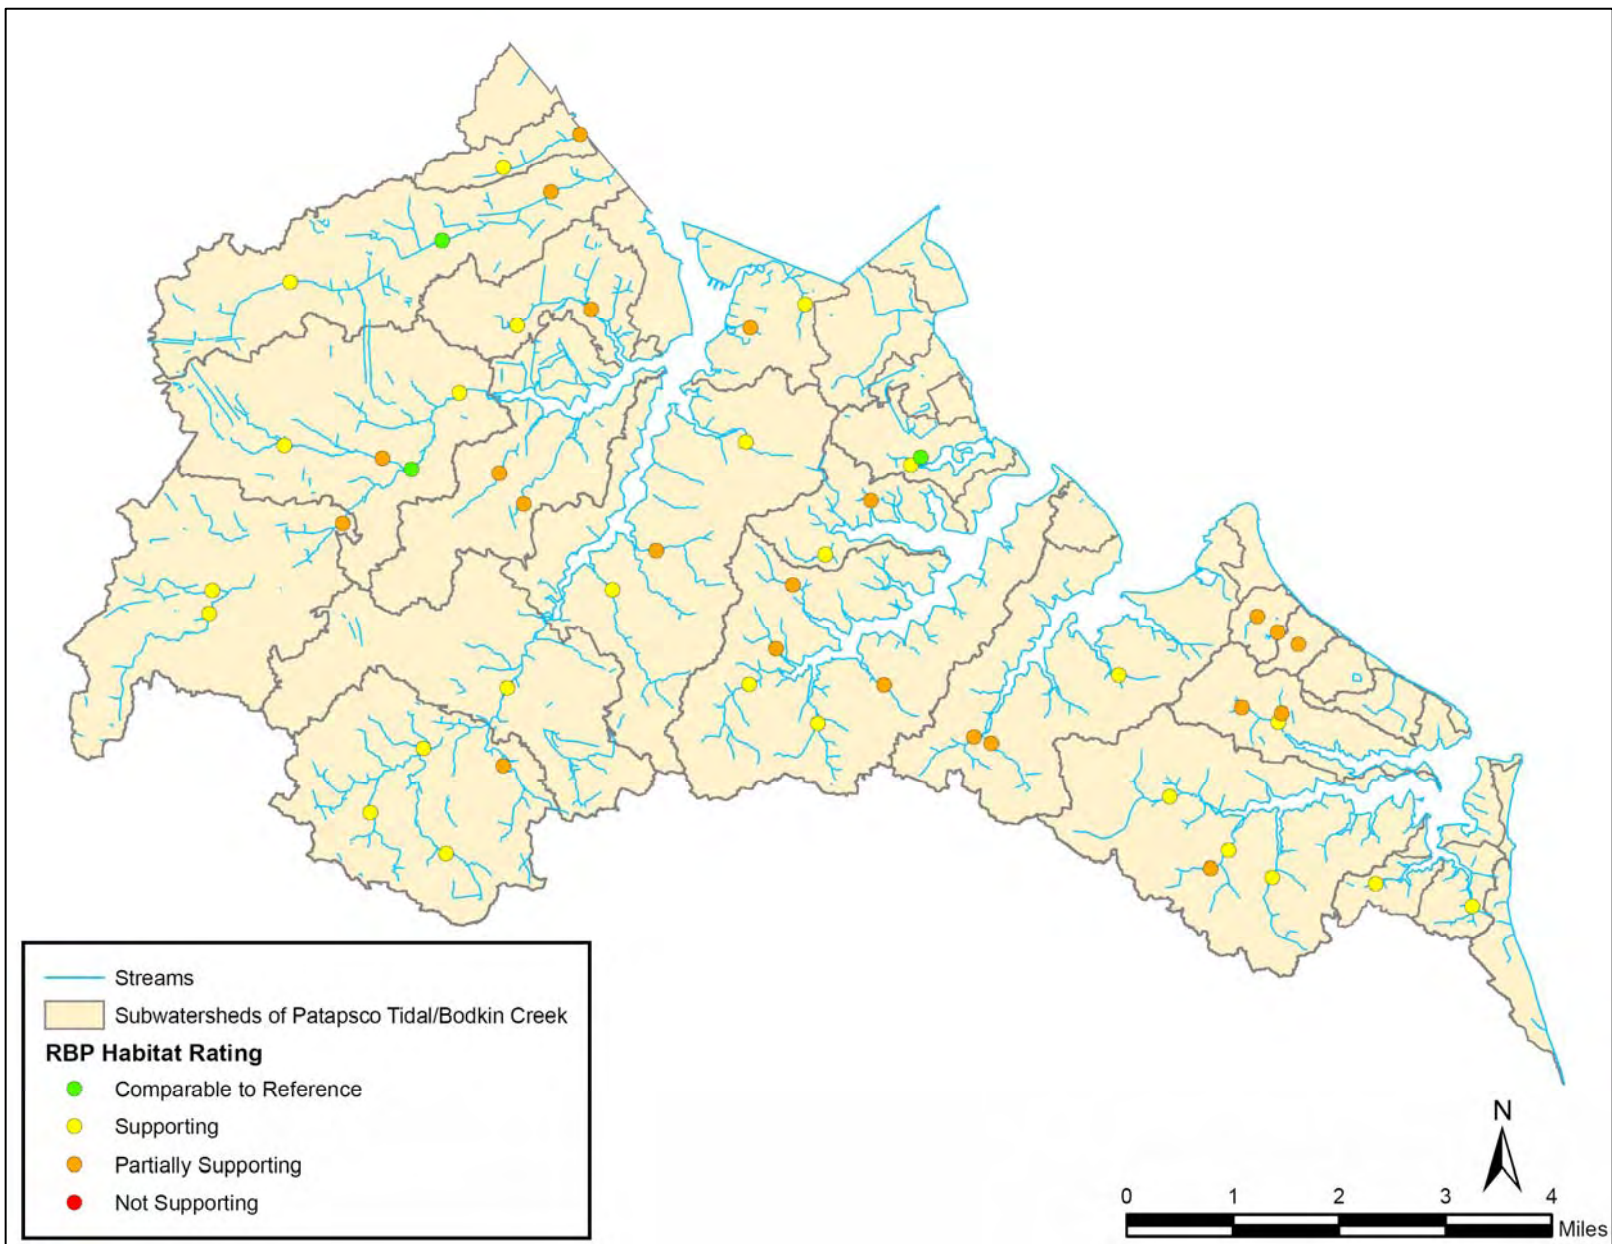 Streams
Subwatersheds of Patapsco Tidal/Bodkin Creek
RBP Habitat Rating
Comparable to Reference
Supporting
Partially Supporting
Not Supporting
N
0 1 2 3 4
Miles